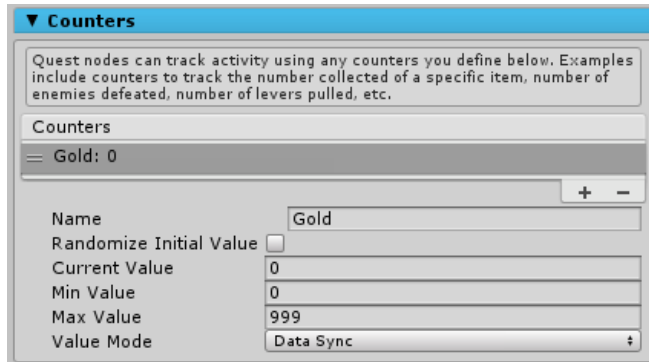 ▼ Counters
Quest nodes can track activity using any counters you define below. Examples
include counters to track the number collected of a specific item, number of
enemies defeated, number of levers pulled, etc.
Counters
= Gold: 0
+ −
Name Gold
Randomize Initial Value
Current Value 0
Min Value 0
Max Value 999
Value Mode Data Sync